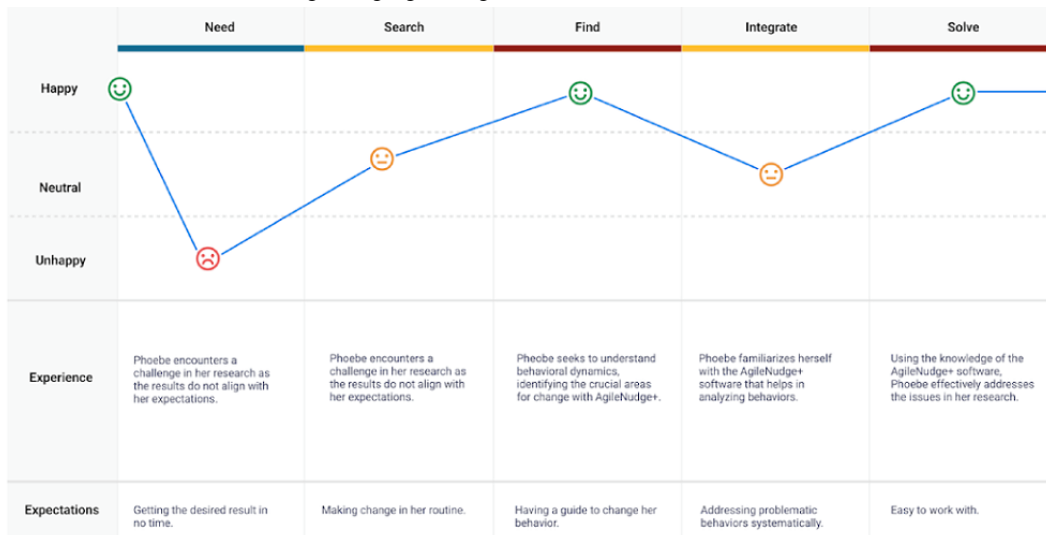 Need Search Find Integrate Solve
Happy
Neutral
Unhappy
Experience
Phoebe encounters a
challenge in her research as
the results do not align with
her expectations.
Phoebe encounters a
challenge in her research as
the results do not align with
her expectations.
Pheobe seeks to understand
behavioral dynamics,
identifying the crucial areas
for change with AgileNudge+.
Phoebe familiarizes herself
with the AgileNudge+
software that helps in
analyzing behaviors.
Using the knowledge of the
AgileNudge+ software,
Phoebe effectively addresses
the issues in her research.
Expectations
Getting the desired result in
no time.
Making change in her routine.
Having a guide to change her
behavior.
Addressing problematic
behaviors systematically.
Easy to work with.